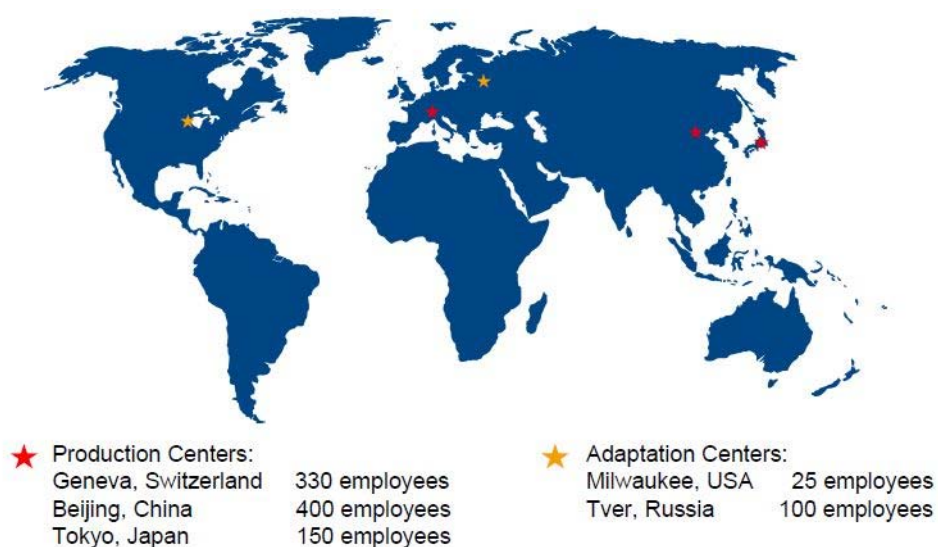 Production Centers:
Geneva, Switzerland 330 employees
Beijing, China 400 employees
Tokyo, Japan 150 employees
Adaptation Centers:
Milwaukee, USA 25 employees
Tver, Russia 100 employees